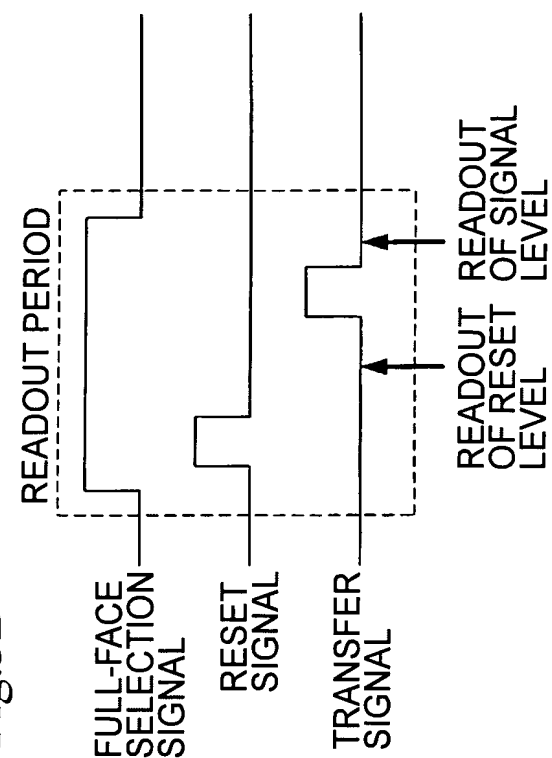 READOUT PERIOD
FULL-FACE
SELECTION
SIGNAL
RESET
SIGNAL
TRANSFER
SIGNAL
READOUT
OF RESET
LEVEL
READOUT
OF SIGNAL
LEVEL